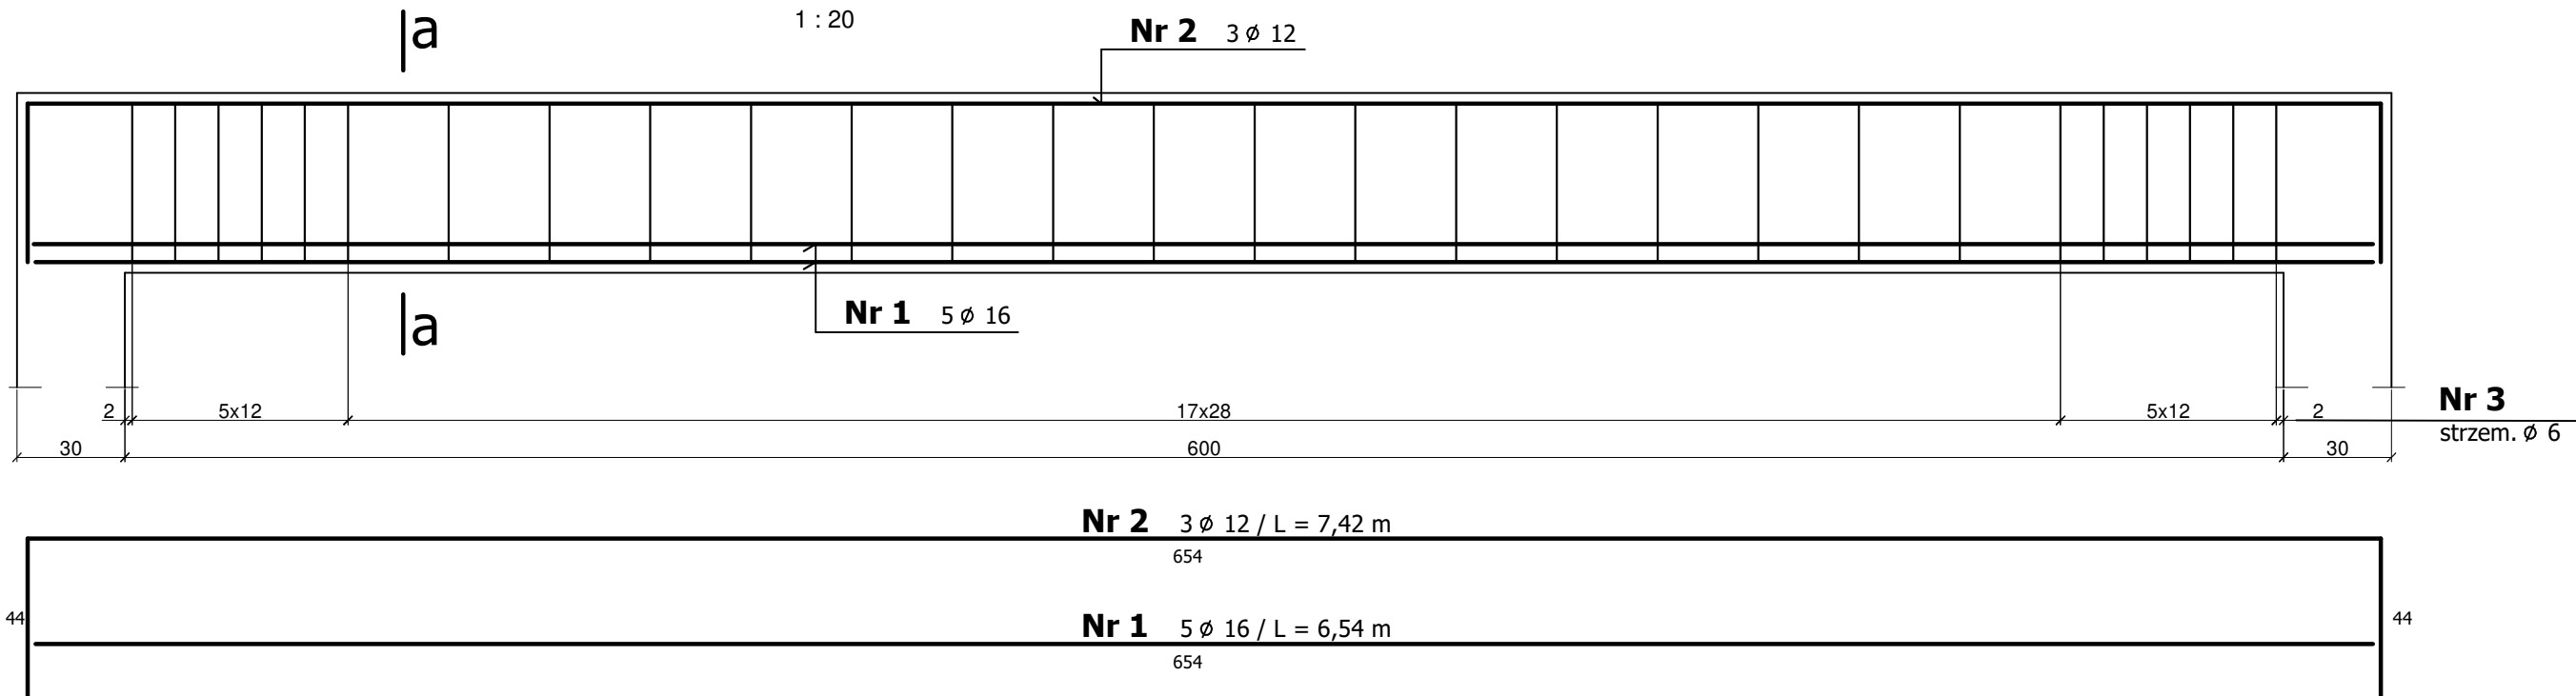 a
1 : 20
Nr 2 3 ø 12
a
Nr 1 5 ø 16
2 5x12 17x28 5x12 2
Nr 3
strzem. ø 6
30 600 30
Nr 2 3 ø 12 / L = 7,42 m
654
44 44
Nr 1 5 ø 16 / L = 6,54 m
654